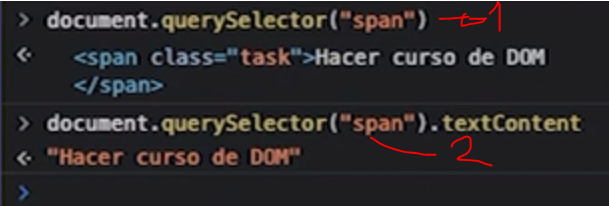 > document.querySelector("span") 1
<span class="task">Hacer curso de DOM
</span>
> document.querySelector("span").textContent
"Hacer curso de DOM"
2
>